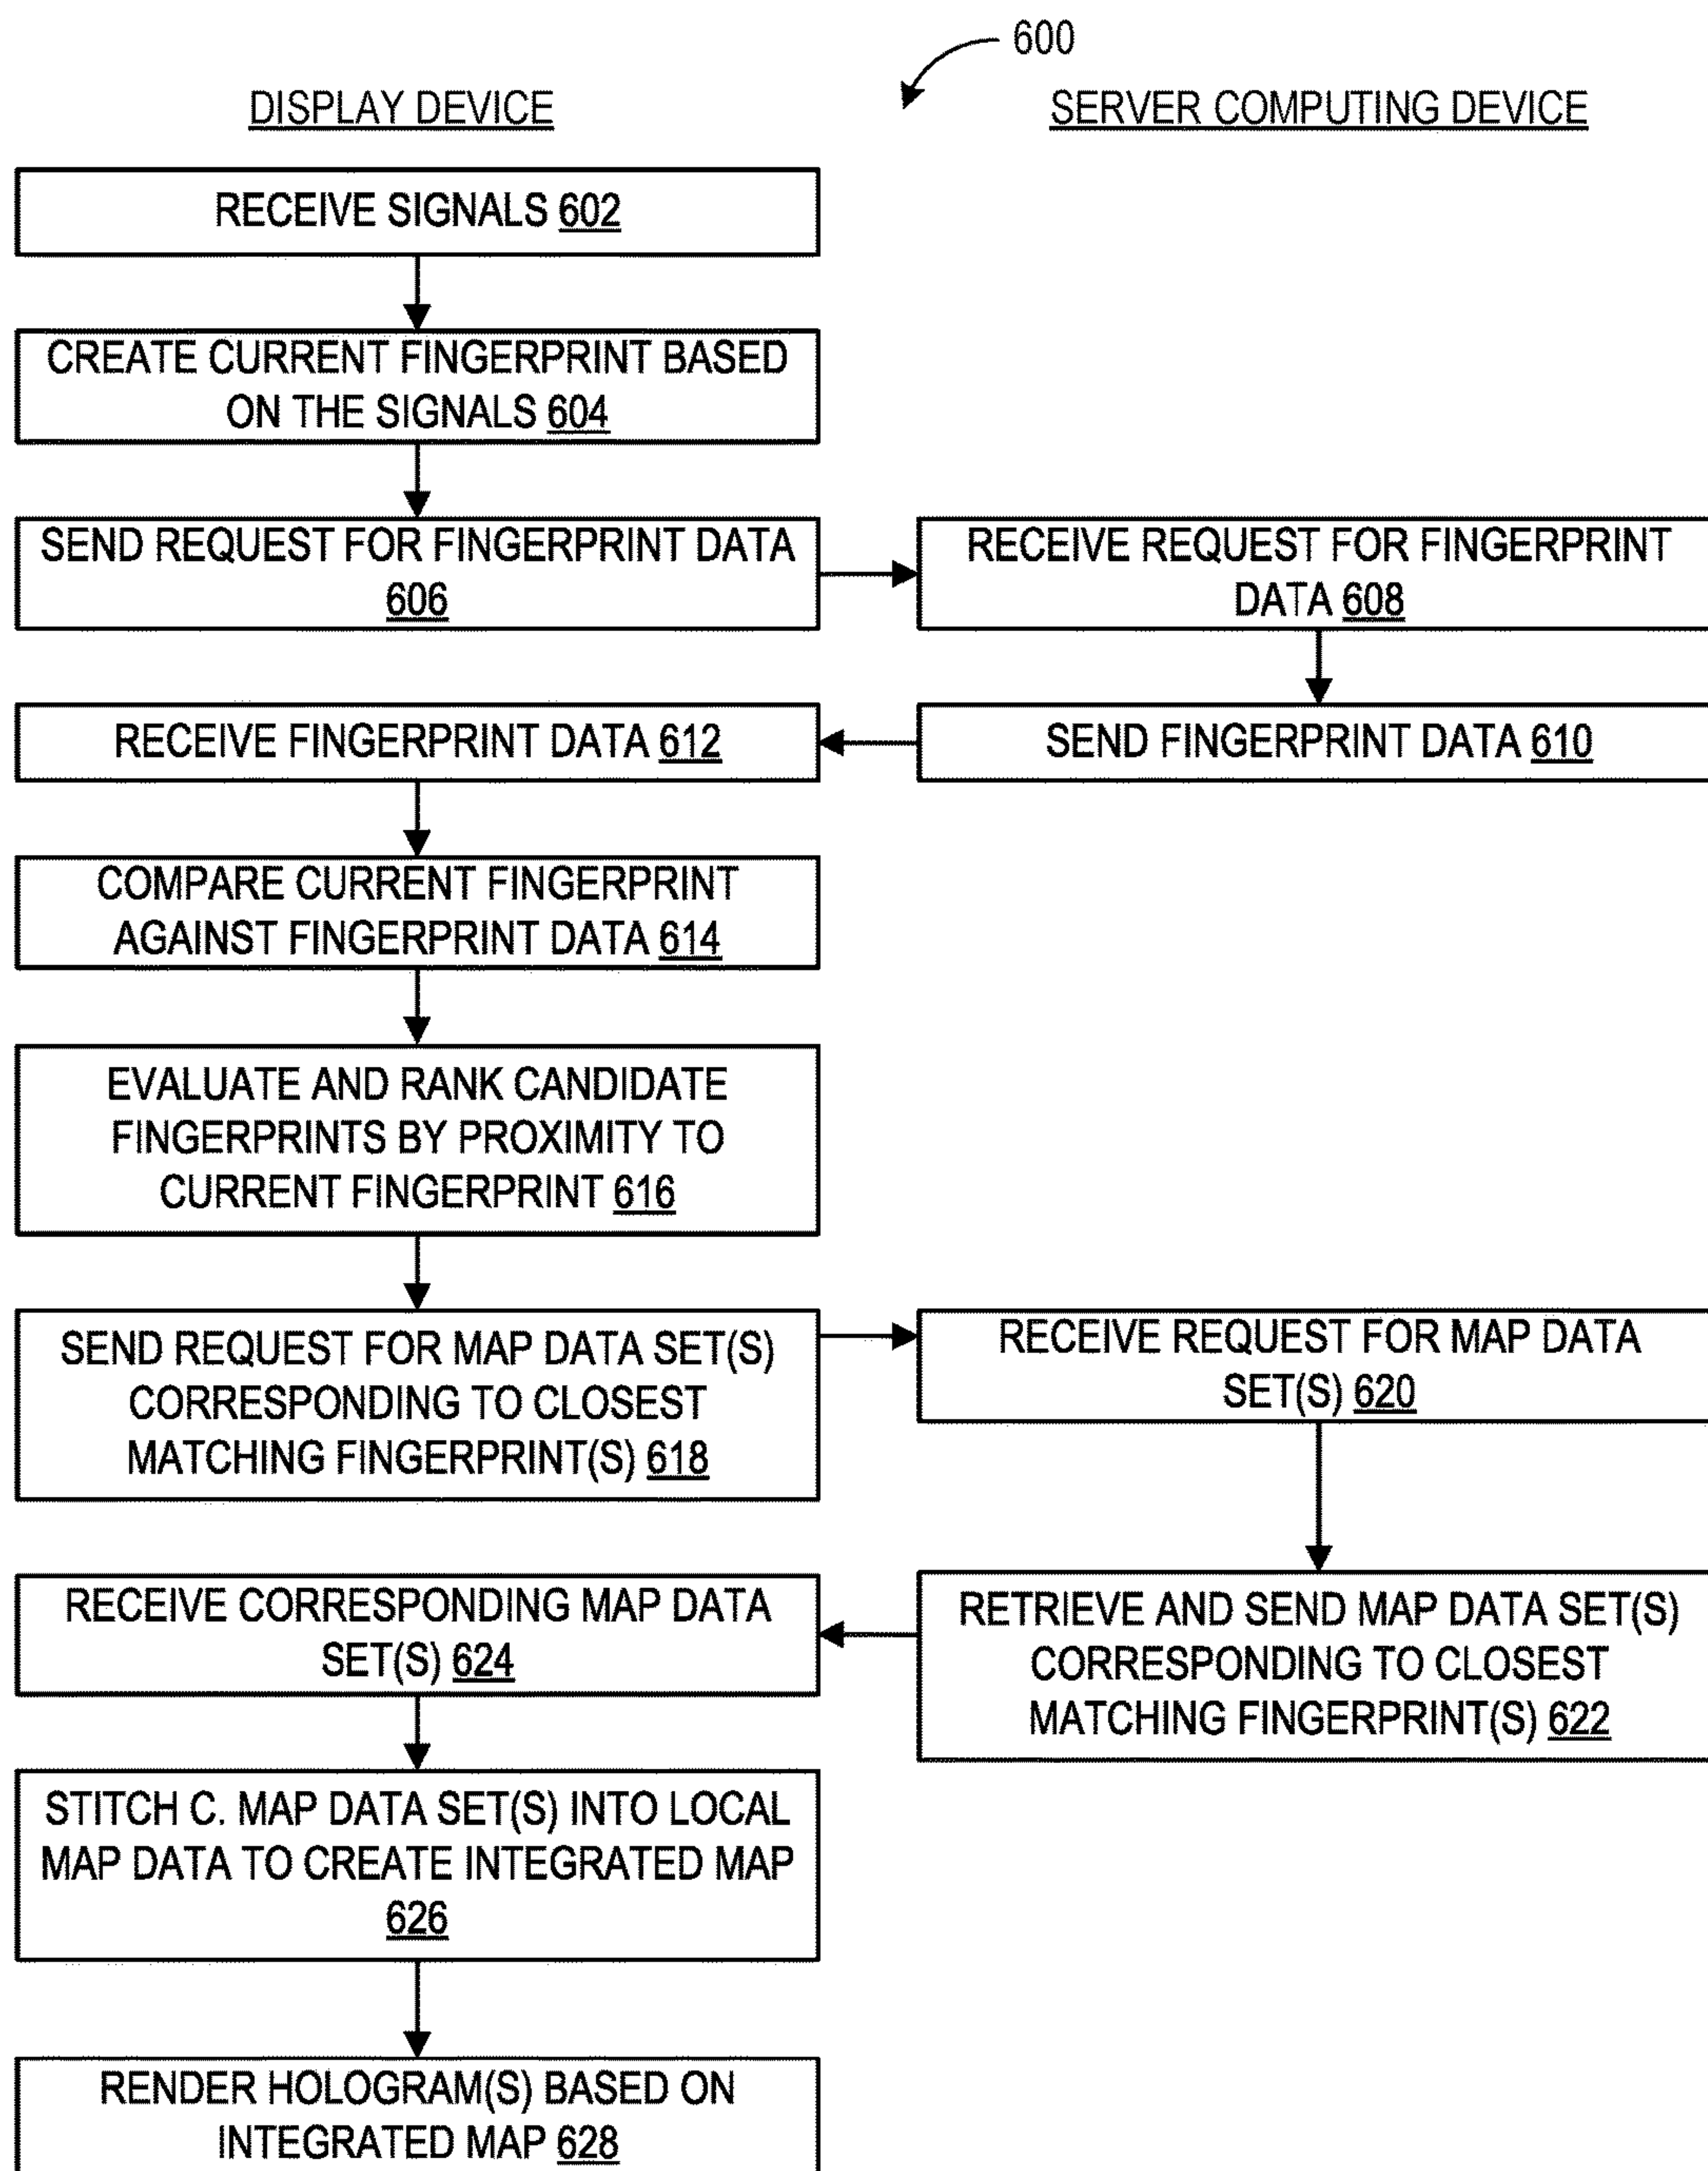 600
DISPLAY DEVICE
SERVER COMPUTING DEVICE
RECEIVE SIGNALS 602
CREATE CURRENT FINGERPRINT BASED
ON THE SIGNALS 604
SEND REQUEST FOR FINGERPRINT DATA
606
RECEIVE REQUEST FOR FINGERPRINT
DATA 608
SEND FINGERPRINT DATA 610
RECEIVE FINGERPRINT DATA 612
COMPARE CURRENT FINGERPRINT
AGAINST FINGERPRINT DATA 614
EVALUATE AND RANK CANDIDATE
FINGERPRINTS BY PROXIMITY TO
CURRENT FINGERPRINT 616
SEND REQUEST FOR MAP DATA SET(S)
CORRESPONDING TO CLOSEST
MATCHING FINGERPRINT(S) 618
RECEIVE REQUEST FOR MAP DATA
SET(S) 620
RETRIEVE AND SEND MAP DATA SET(S)
CORRESPONDING TO CLOSEST
MATCHING FINGERPRINT(S) 622
RECEIVE CORRESPONDING MAP DATA
SET(S) 624
STITCH C. MAP DATA SET(S) INTO LOCAL
MAP DATA TO CREATE INTEGRATED MAP
626
RENDER HOLOGRAM(S) BASED ON
INTEGRATED MAP 628